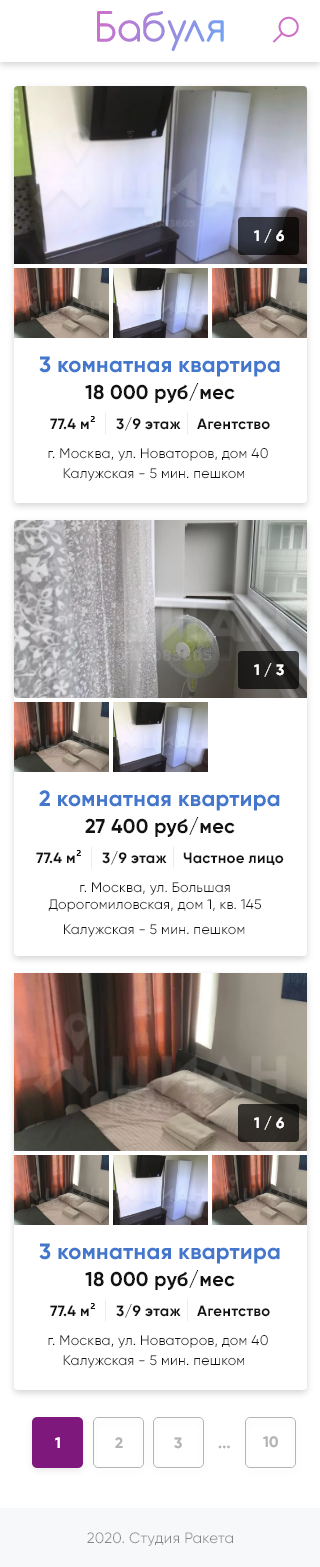 Бабуля
ЦИАН
1 / 6
3 комнатная квартира
18 000 руб/мес
77.4 м² 3/9 этаж Агентство
г. Москва, ул. Новаторов, дом 40
Калужская - 5 мин. пешком
1 / 3
2 комнатная квартира
27 400 руб/мес
77.4 м² 3/9 этаж Частное лицо
г. Москва, ул. Большая
Дорогомиловская, дом 1, кв. 145
Калужская - 5 мин. пешком
ЦИАН
1 / 6
3 комнатная квартира
18 000 руб/мес
77.4 м² 3/9 этаж Агентство
г. Москва, ул. Новаторов, дом 40
Калужская - 5 мин. пешком
1 2 3 ... 10
2020. Студия Ракета